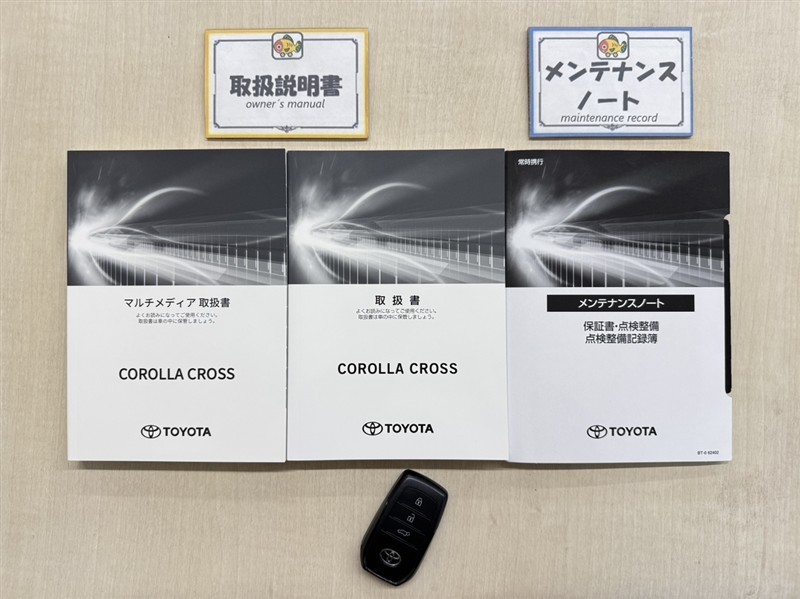 取扱説明書
owner's manual
メンテナンス
ノート
maintenance record
マルチメディア 取扱書
よくお読みになってご使用ください。
取扱書は車の中に保管しましょう。
COROLLA CROSS
TOYOTA
取扱書
よくお読みになってご使用ください。
取扱書は車の中に保管しましょう。
COROLLA CROSS
TOYOTA
常時携行
メンテナンスノート
保証書・点検整備
点検整備記録簿
TOYOTA